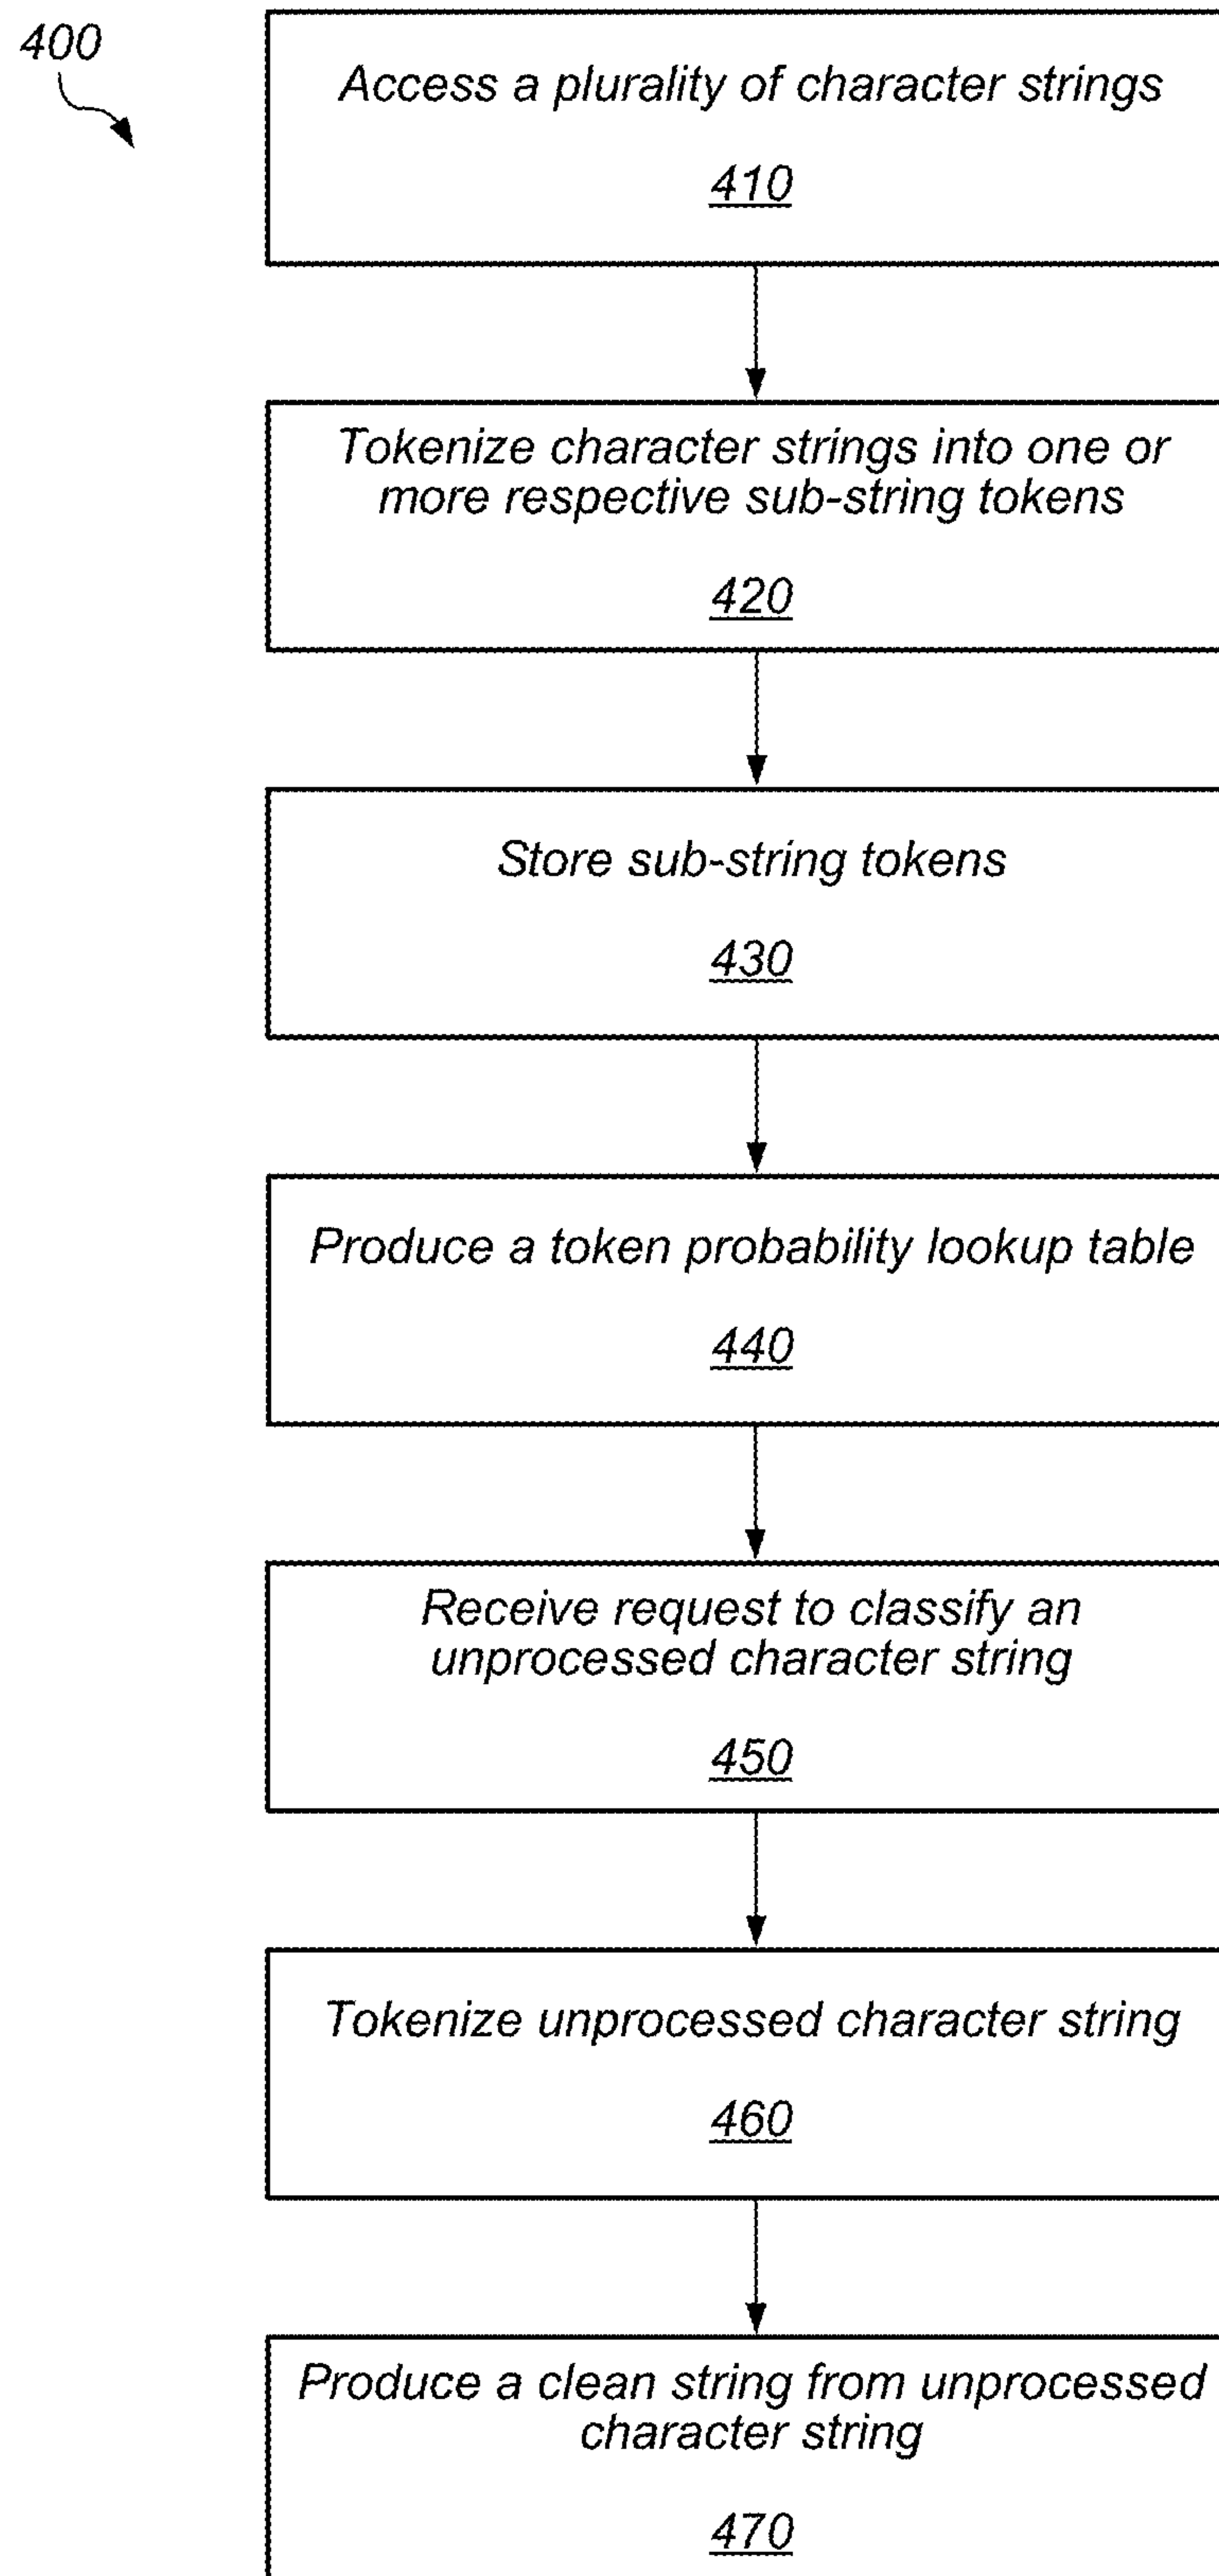 400
Access a plurality of character strings
410
Tokenize character strings into one or
more respective sub-string tokens
420
Store sub-string tokens
430
Produce a token probability lookup table
440
Receive request to classify an
unprocessed character string
450
Tokenize unprocessed character string
460
Produce a clean string from unprocessed
character string
470